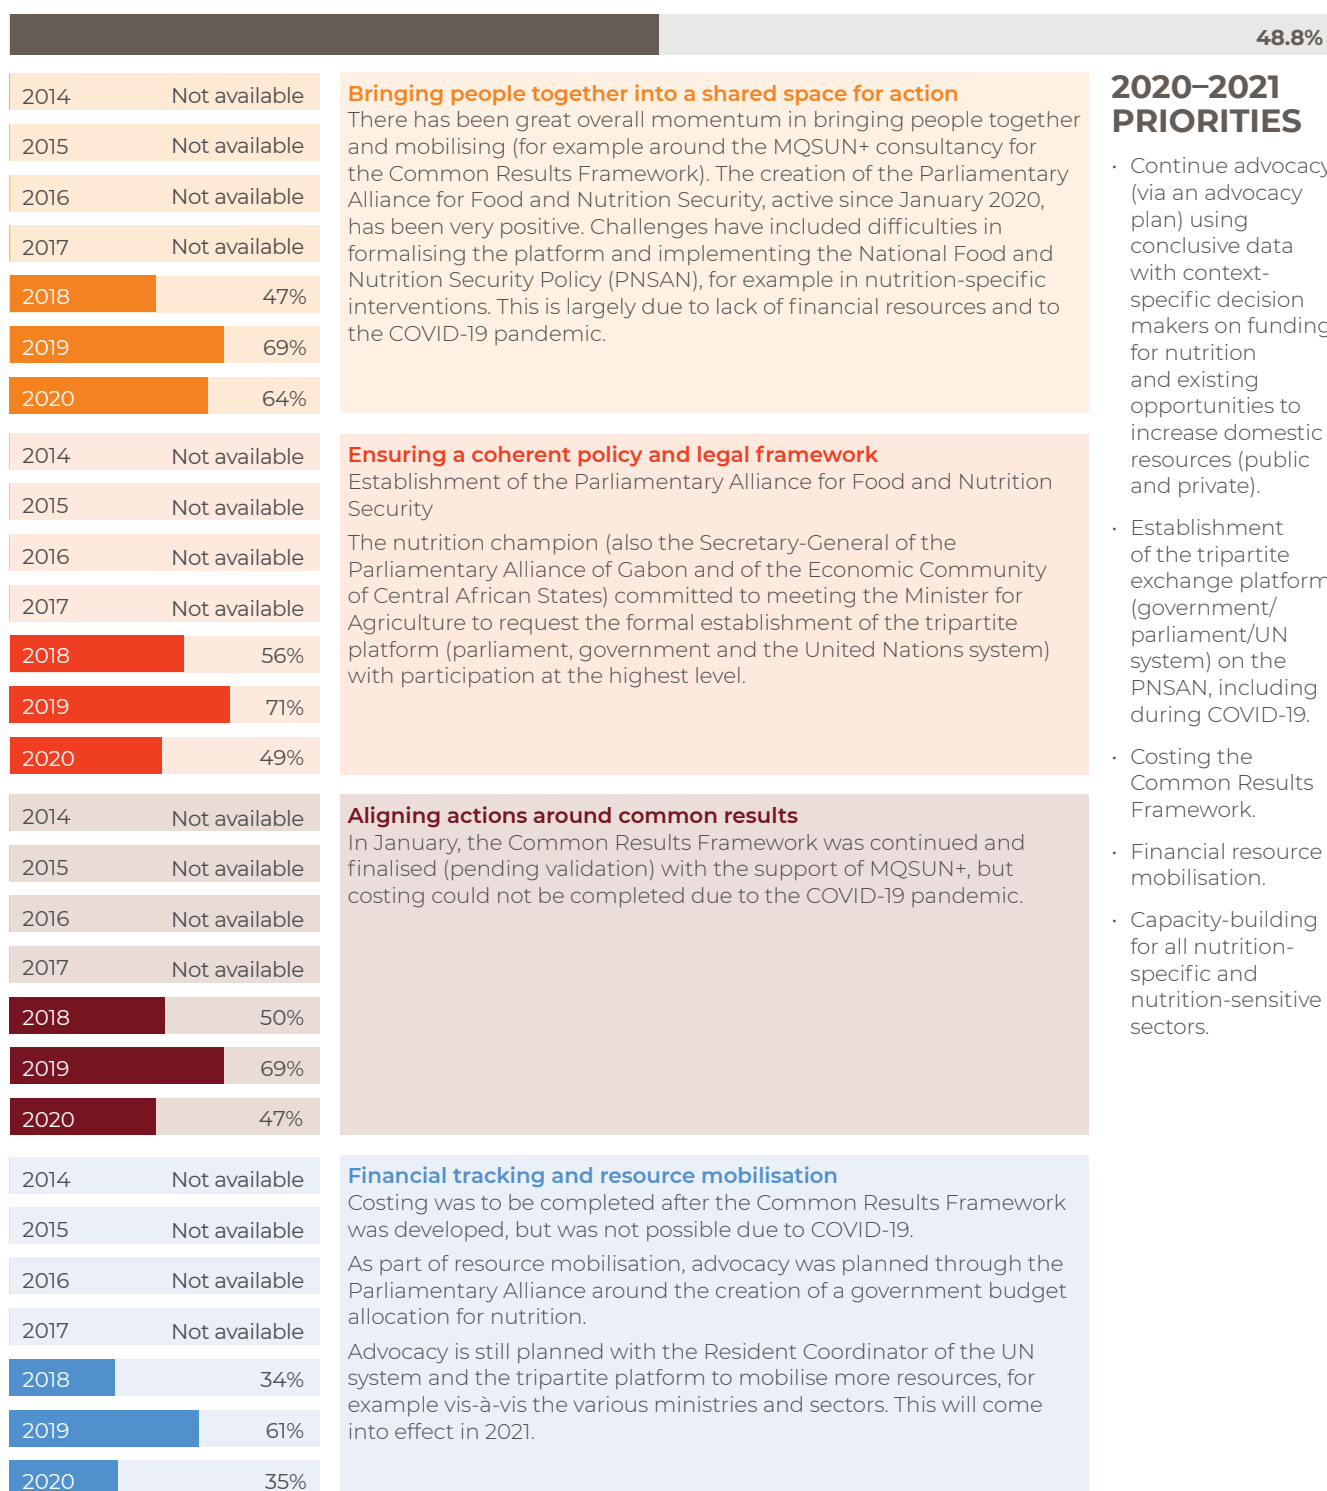 48.8%
2014 Not available
2015 Not available
2016 Not available
2017 Not available
2018 47%
2019 69%
2020 64%
Bringing people together into a shared space for action
There has been great overall momentum in bringing people together
and mobilising (for example around the MQSUN+ consultancy for
the Common Results Framework). The creation of the Parliamentary
Alliance for Food and Nutrition Security, active since January 2020,
has been very positive. Challenges have included difficulties in
formalising the platform and implementing the National Food and
Nutrition Security Policy (PNSAN), for example in nutrition-specific
interventions. This is largely due to lack of financial resources and to
the COVID-19 pandemic.
2014 Not available
2015 Not available
2016 Not available
2017 Not available
2018 56%
2019 71%
2020 49%
Ensuring a coherent policy and legal framework
Establishment of the Parliamentary Alliance for Food and Nutrition
Security
The nutrition champion (also the Secretary-General of the
Parliamentary Alliance of Gabon and of the Economic Community
of Central African States) committed to meeting the Minister for
Agriculture to request the formal establishment of the tripartite
platform (parliament, government and the United Nations system)
with participation at the highest level.
2014 Not available
2015 Not available
2016 Not available
2017 Not available
2018 50%
2019 69%
2020 47%
Aligning actions around common results
In January, the Common Results Framework was continued and
finalised (pending validation) with the support of MQSUN+, but
costing could not be completed due to the COVID-19 pandemic.
2014 Not available
2015 Not available
2016 Not available
2017 Not available
2018 34%
2019 61%
2020 35%
Financial tracking and resource mobilisation
Costing was to be completed after the Common Results Framework
was developed, but was not possible due to COVID-19.
As part of resource mobilisation, advocacy was planned through the
Parliamentary Alliance around the creation of a government budget
allocation for nutrition.
Advocacy is still planned with the Resident Coordinator of the UN
system and the tripartite platform to mobilise more resources, for
example vis-à-vis the various ministries and sectors. This will come
into effect in 2021.
2020–2021
PRIORITIES
• Continue advocacy
(via an advocacy
plan) using
conclusive data
with context-
specific decision
makers on funding
for nutrition
and existing
opportunities to
increase domestic
resources (public
and private).
• Establishment
of the tripartite
exchange platform
(government/
parliament/UN
system) on the
PNSAN, including
during COVID-19.
• Costing the
Common Results
Framework.
• Financial resource
mobilisation.
• Capacity-building
for all nutrition-
specific and
nutrition-sensitive
sectors.